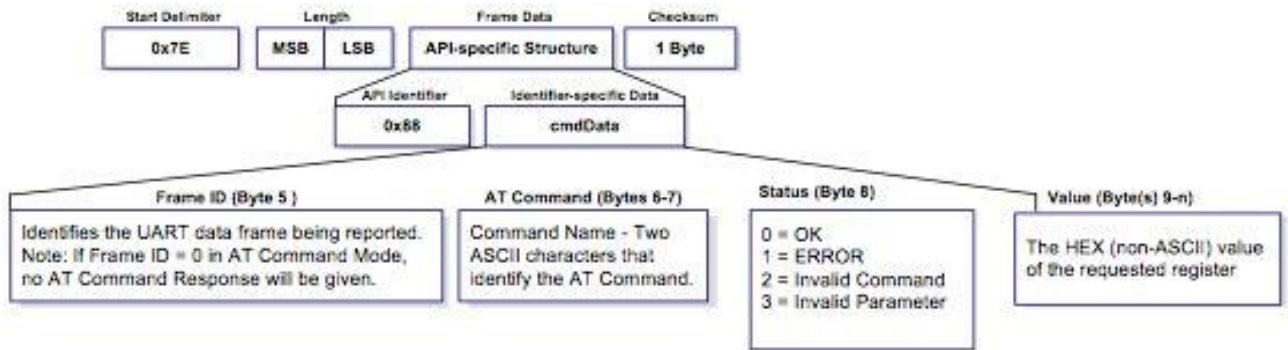 Start Delimiter Length Frame Data Checksum
0x7E MSB LSB API-specific Structure 1 Byte
API Identifier Identifier-specific Data
0x88 cmdData
Frame ID (Byte 5 )
Identifies the UART data frame being reported.
Note: If Frame ID = 0 in AT Command Mode,
no AT Command Response will be given.
AT Command (Bytes 6-7)
Command Name - Two
ASCII characters that
identify the AT Command.
Status (Byte 8)
0 = OK
1 = ERROR
2 = Invalid Command
3 = Invalid Parameter
Value (Byte(s) 9-n)
The HEX (non-ASCII) value
of the requested register